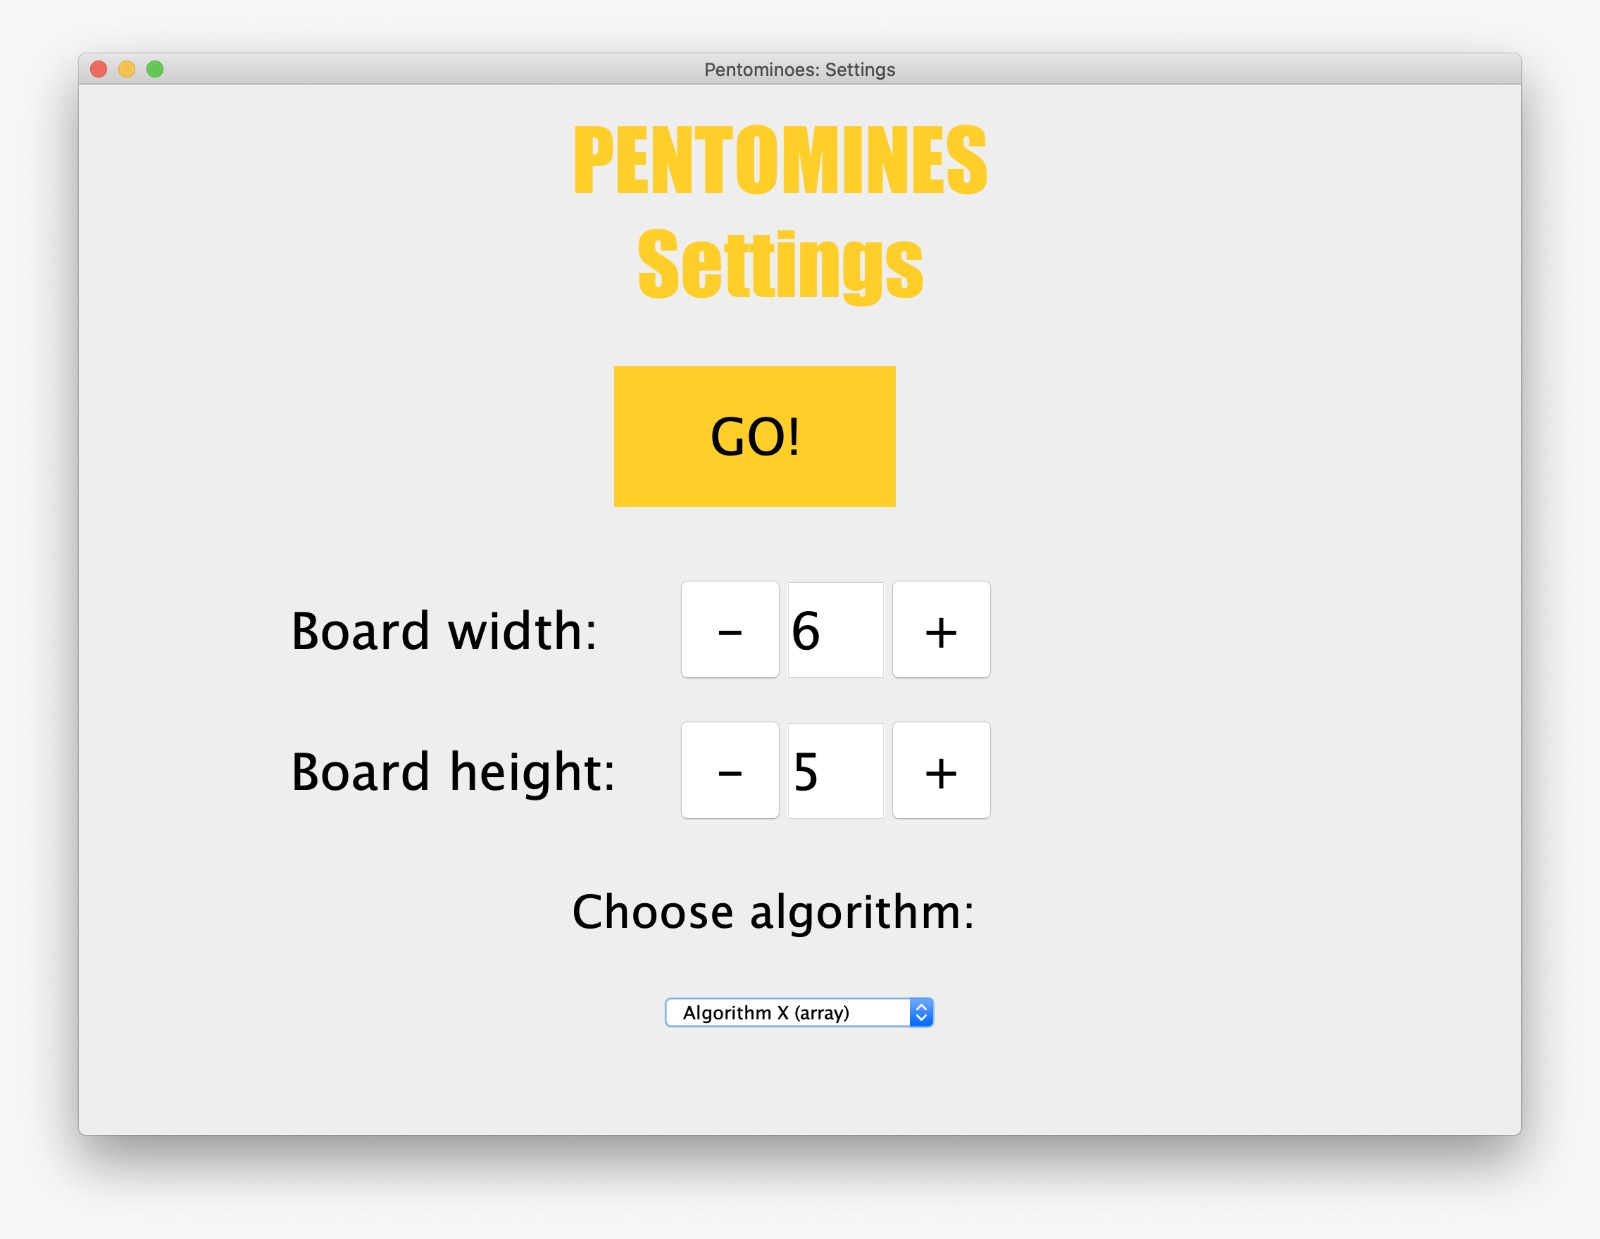 Pentominoes: Settings
PENTOMINES
Settings
GO!
Board width: - 6 +
Board height: - 5 +
Choose algorithm:
Algorithm X (array)